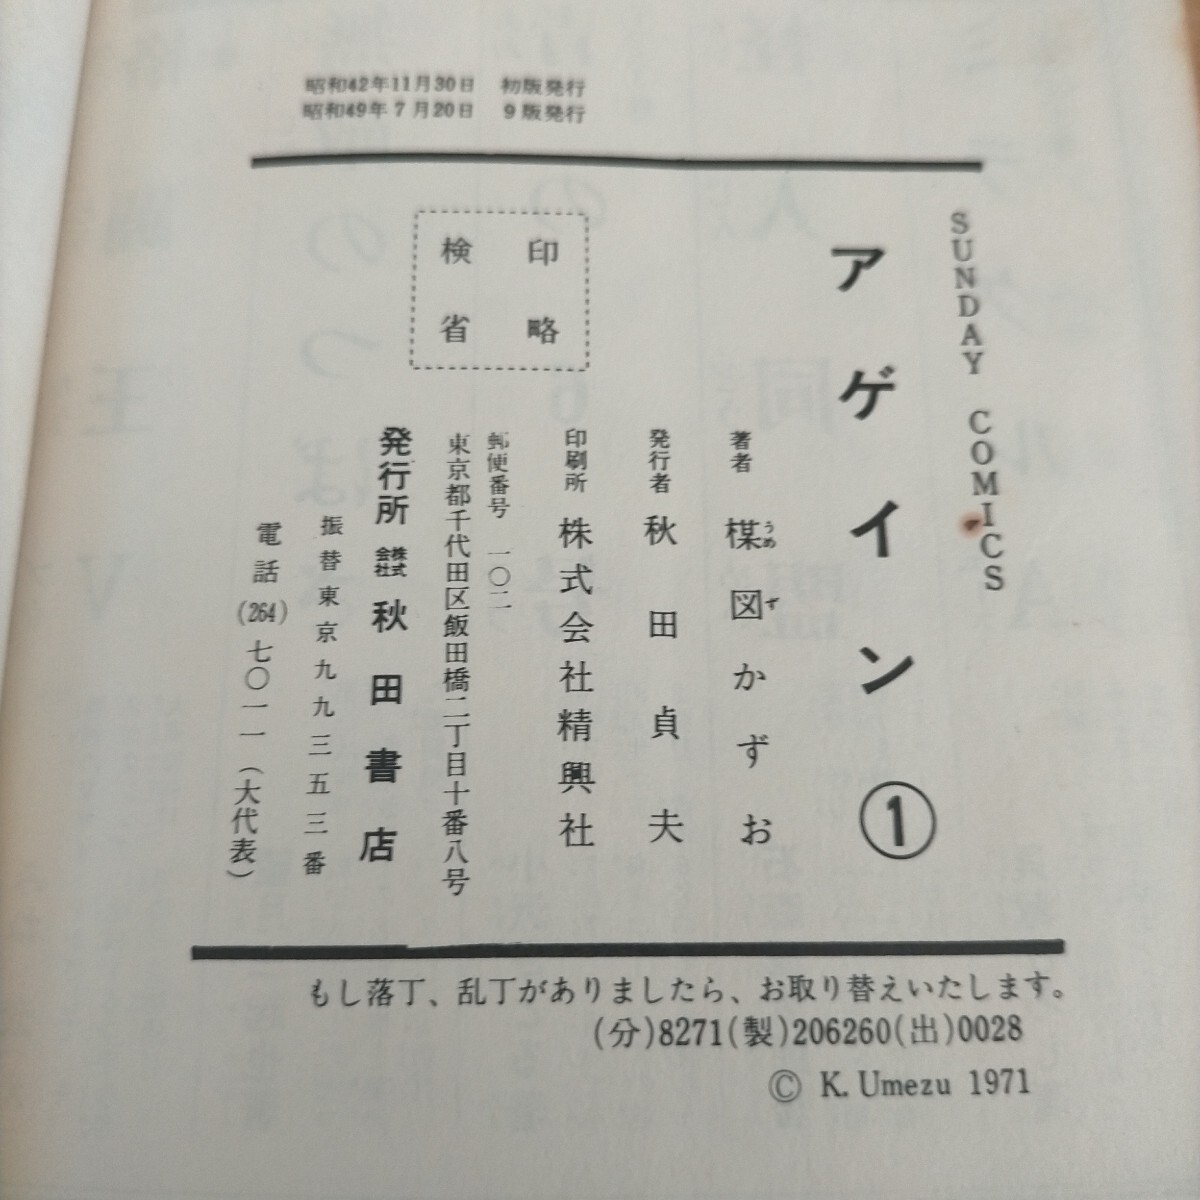 昭和42年11月30日 初版発行
昭和49年7月20日 9版発行
SUNDAY COMICS
アゲイン①
著者 楳図かずお
うめ ず
発行者 秋田貞夫
印刷所 株式会社精興社
郵便番号 一〇二
東京都千代田区飯田橋二丁目十番八号
発行所 株式会社 秋田書店
振替東京九九三五三番
電話(264)七〇一一(大代表)
検印
省略
もし落丁、乱丁がありましたら、お取り替えいたします。
(分)8271(製)206260(出)0028
© K. Umezu 1971